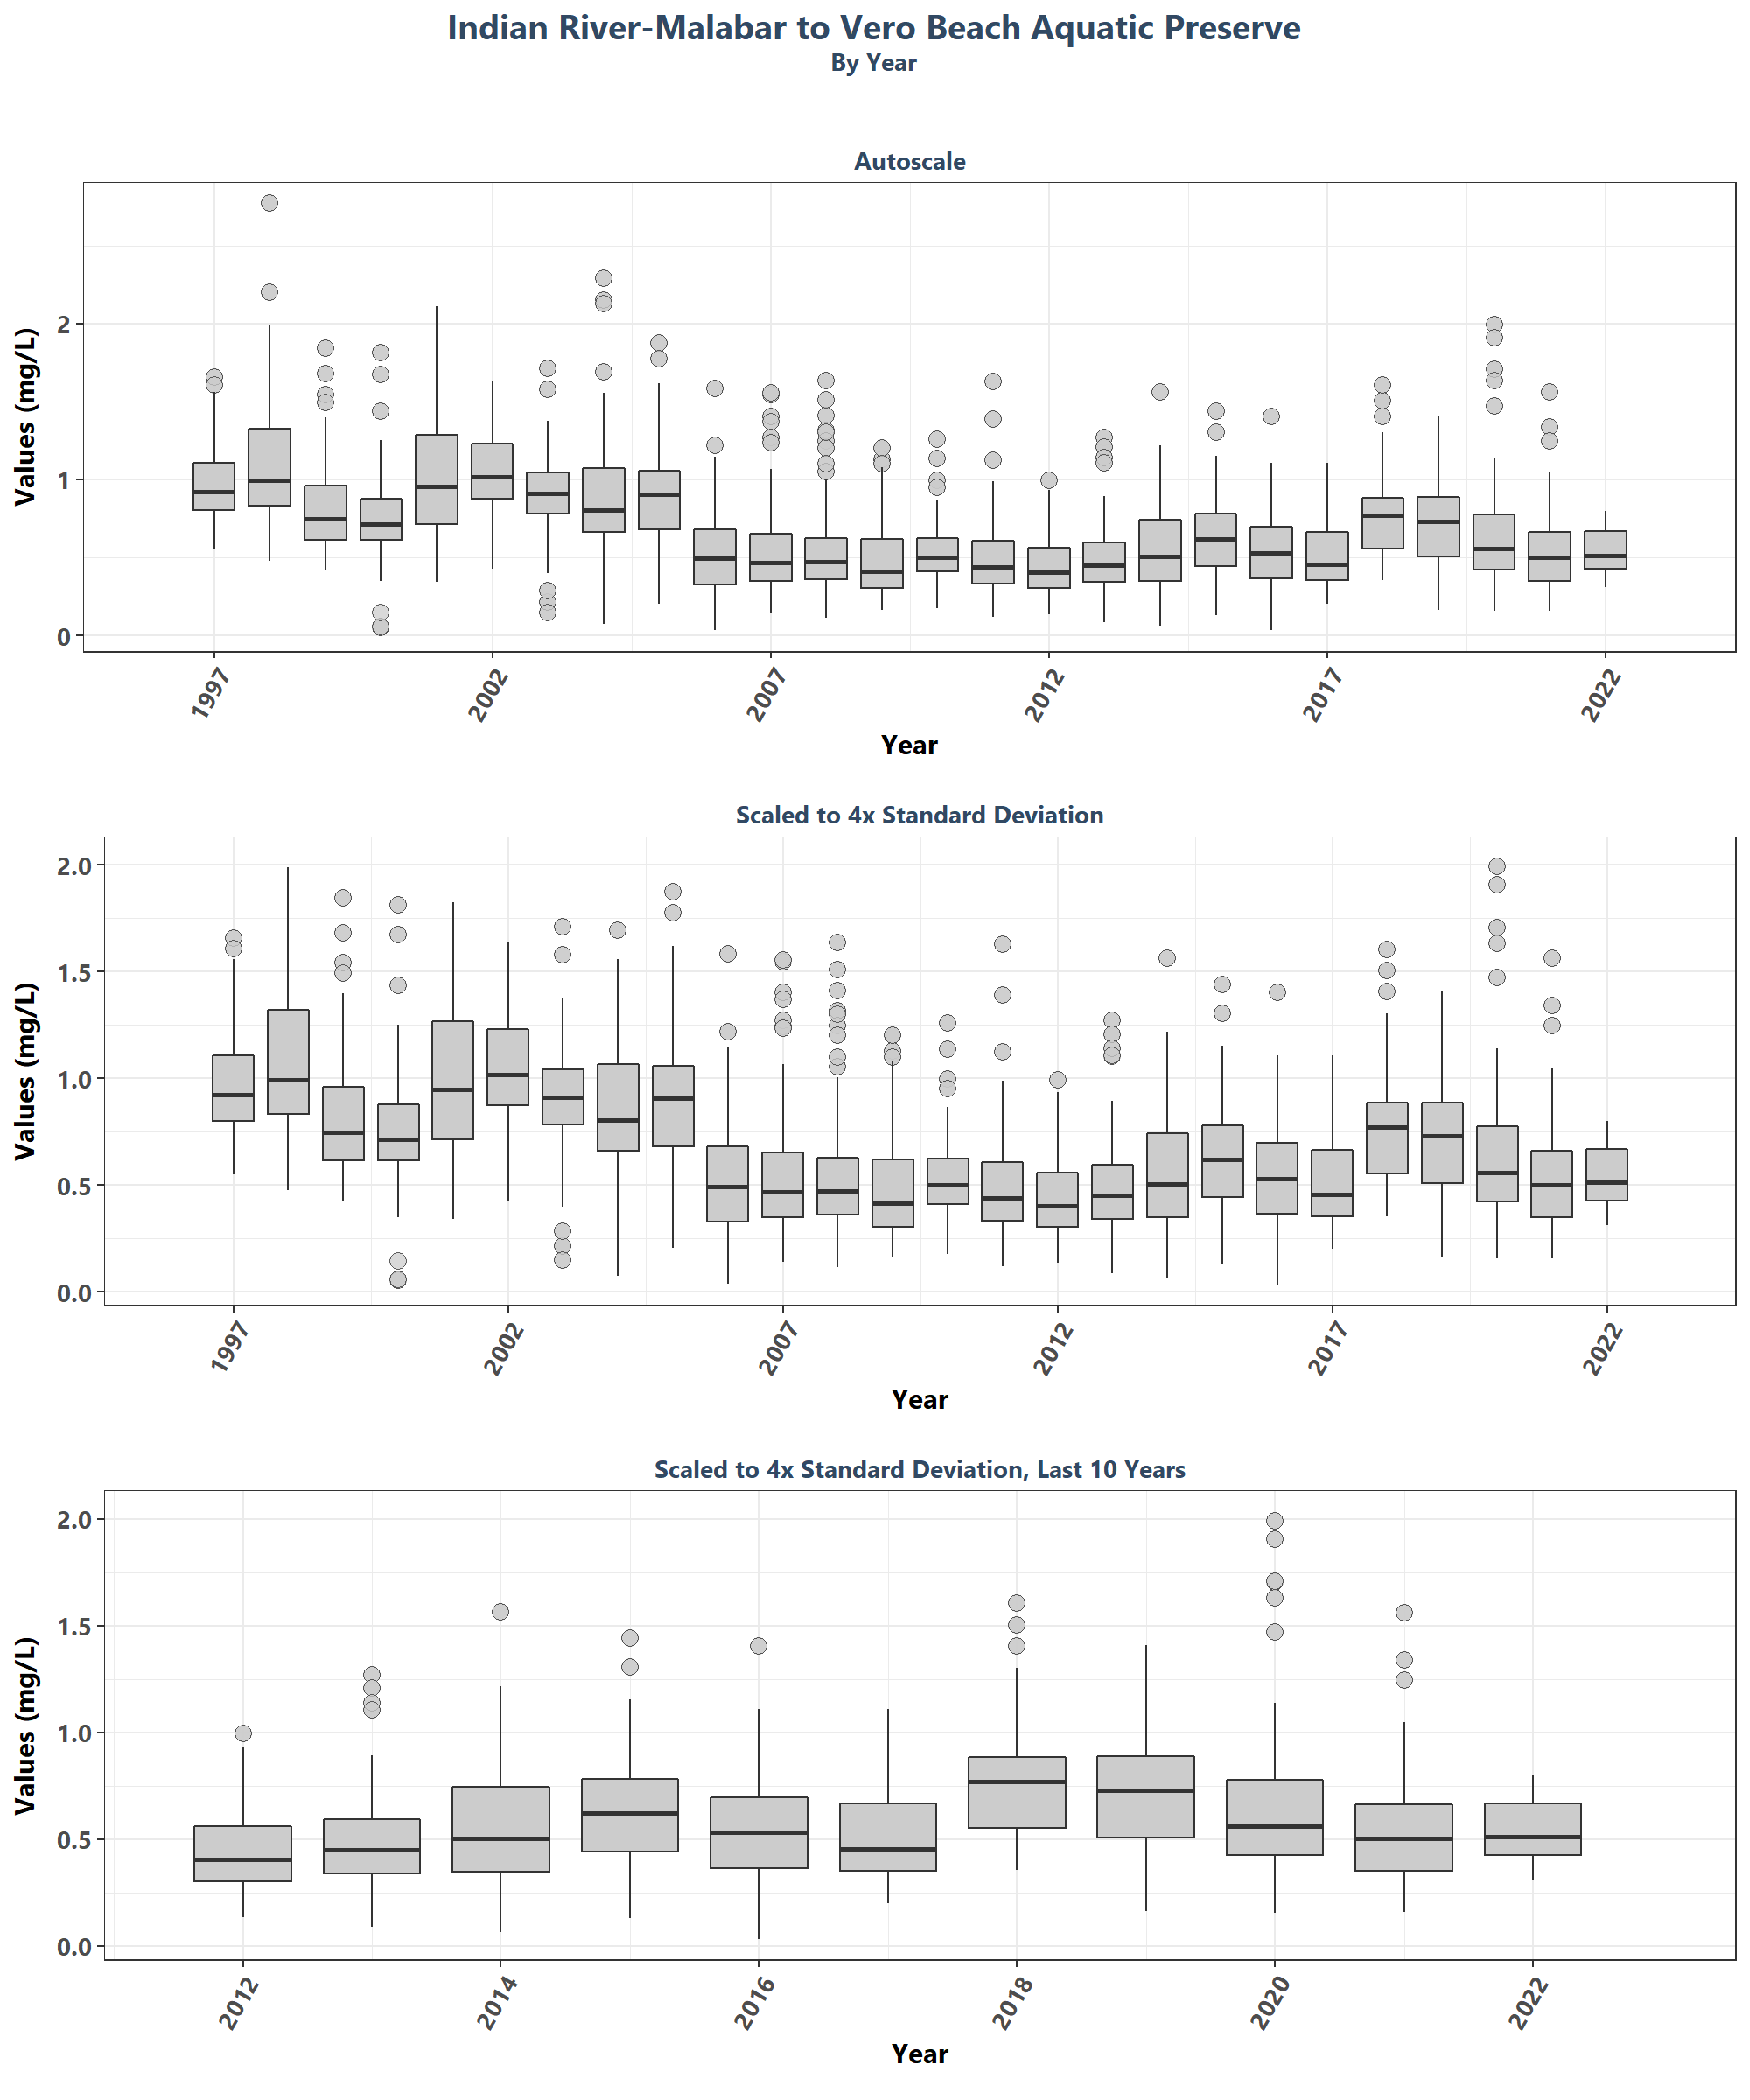 Indian River-Malabar to Vero Beach Aquatic Preserve
By Year
Autoscale
Values (mg/L)
2
1
0
1997
2002
2007
2012
2017
2022
Year
Scaled to 4x Standard Deviation
Values (mg/L)
2.0
1.5
1.0
0.5
0.0
1997
2002
2007
2012
2017
2022
Year
Scaled to 4x Standard Deviation, Last 10 Years
Values (mg/L)
2.0
1.5
1.0
0.5
0.0
2012
2014
2016
2018
2020
2022
Year